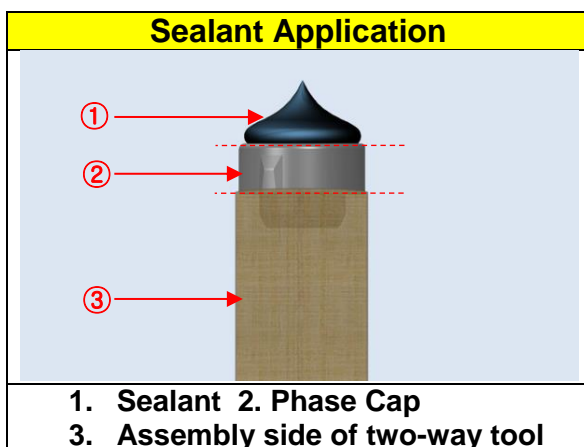 Sealant Application
①
②
③
1. Sealant 2. Phase Cap
3. Assembly side of two-way tool